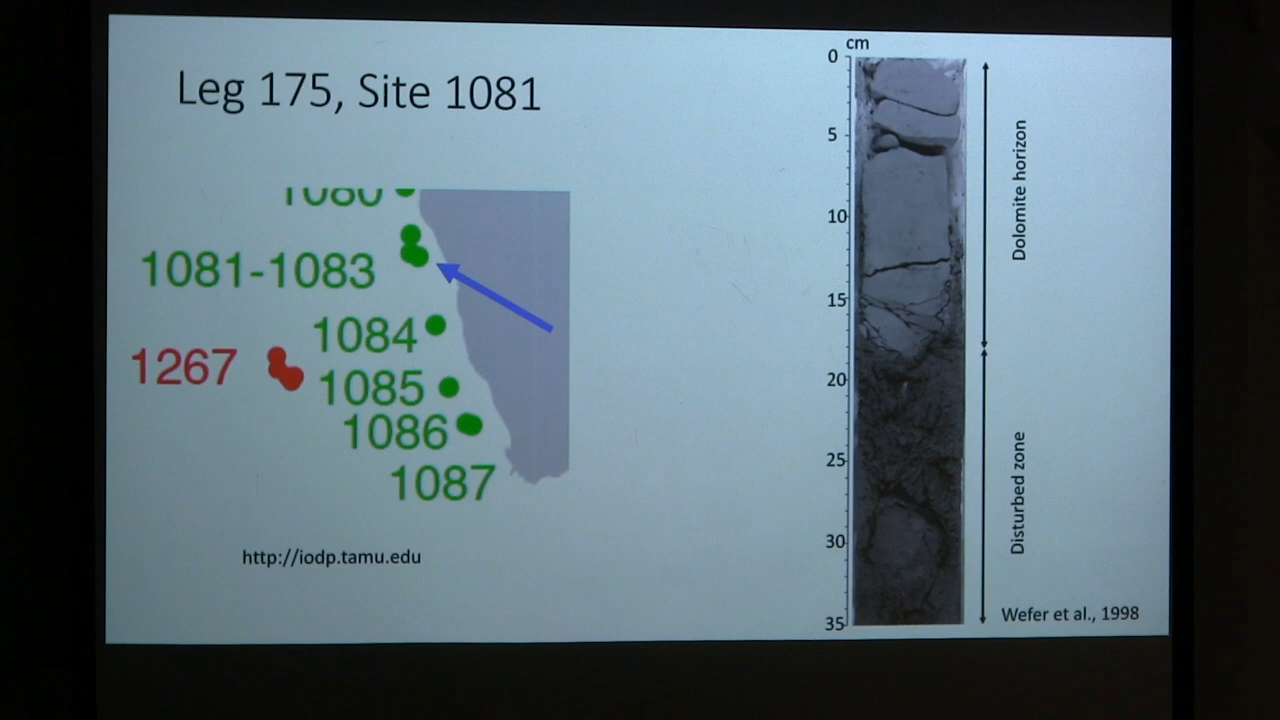 Leg 175, Site 1081
1080
1081-1083
1084
1267
1085
1086
1087
http://iodp.tamu.edu
cm
0
5
10
15
20
25
30
35
Dolomite horizon
Disturbed zone
Wefer et al., 1998